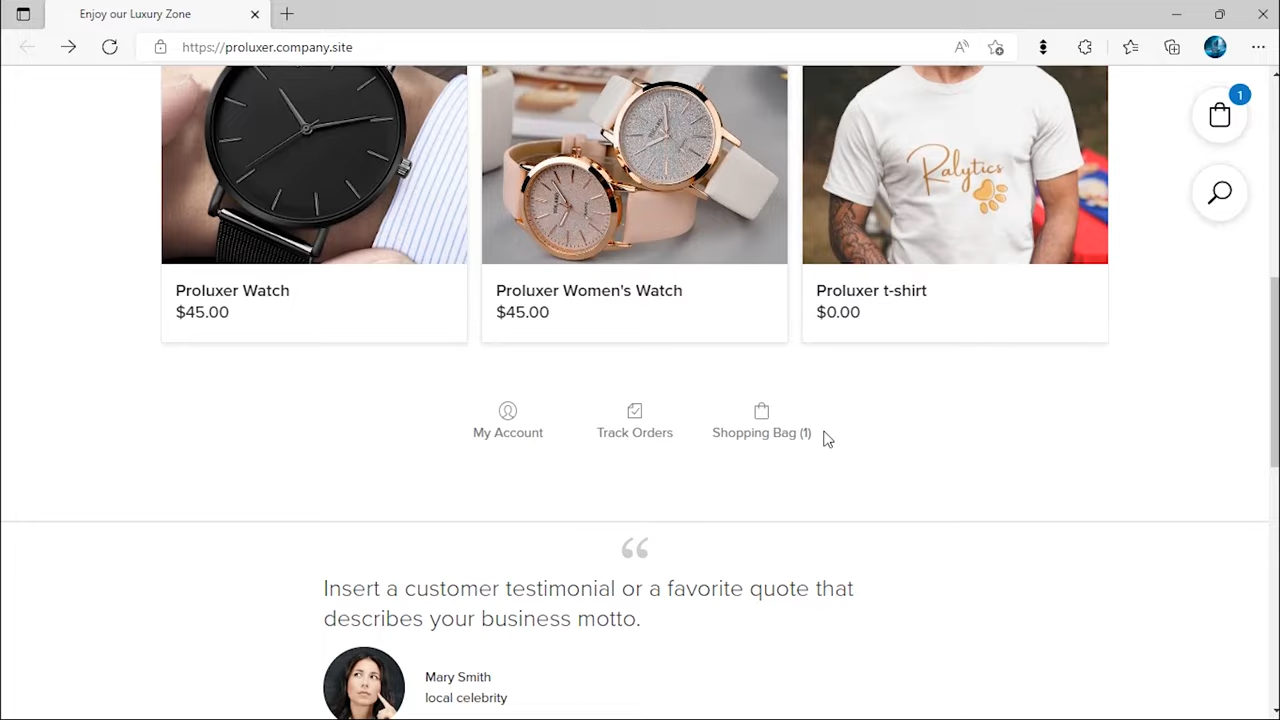 Enjoy our Luxury Zone
https://proluxer.company.site
1
Ralytics
Proluxer Watch
$45.00
Proluxer Women's Watch
$45.00
Proluxer t-shirt
$0.00
My Account
Track Orders
Shopping Bag (1)
“
Insert a customer testimonial or a favorite quote that
describes your business motto.
Mary Smith
local celebrity